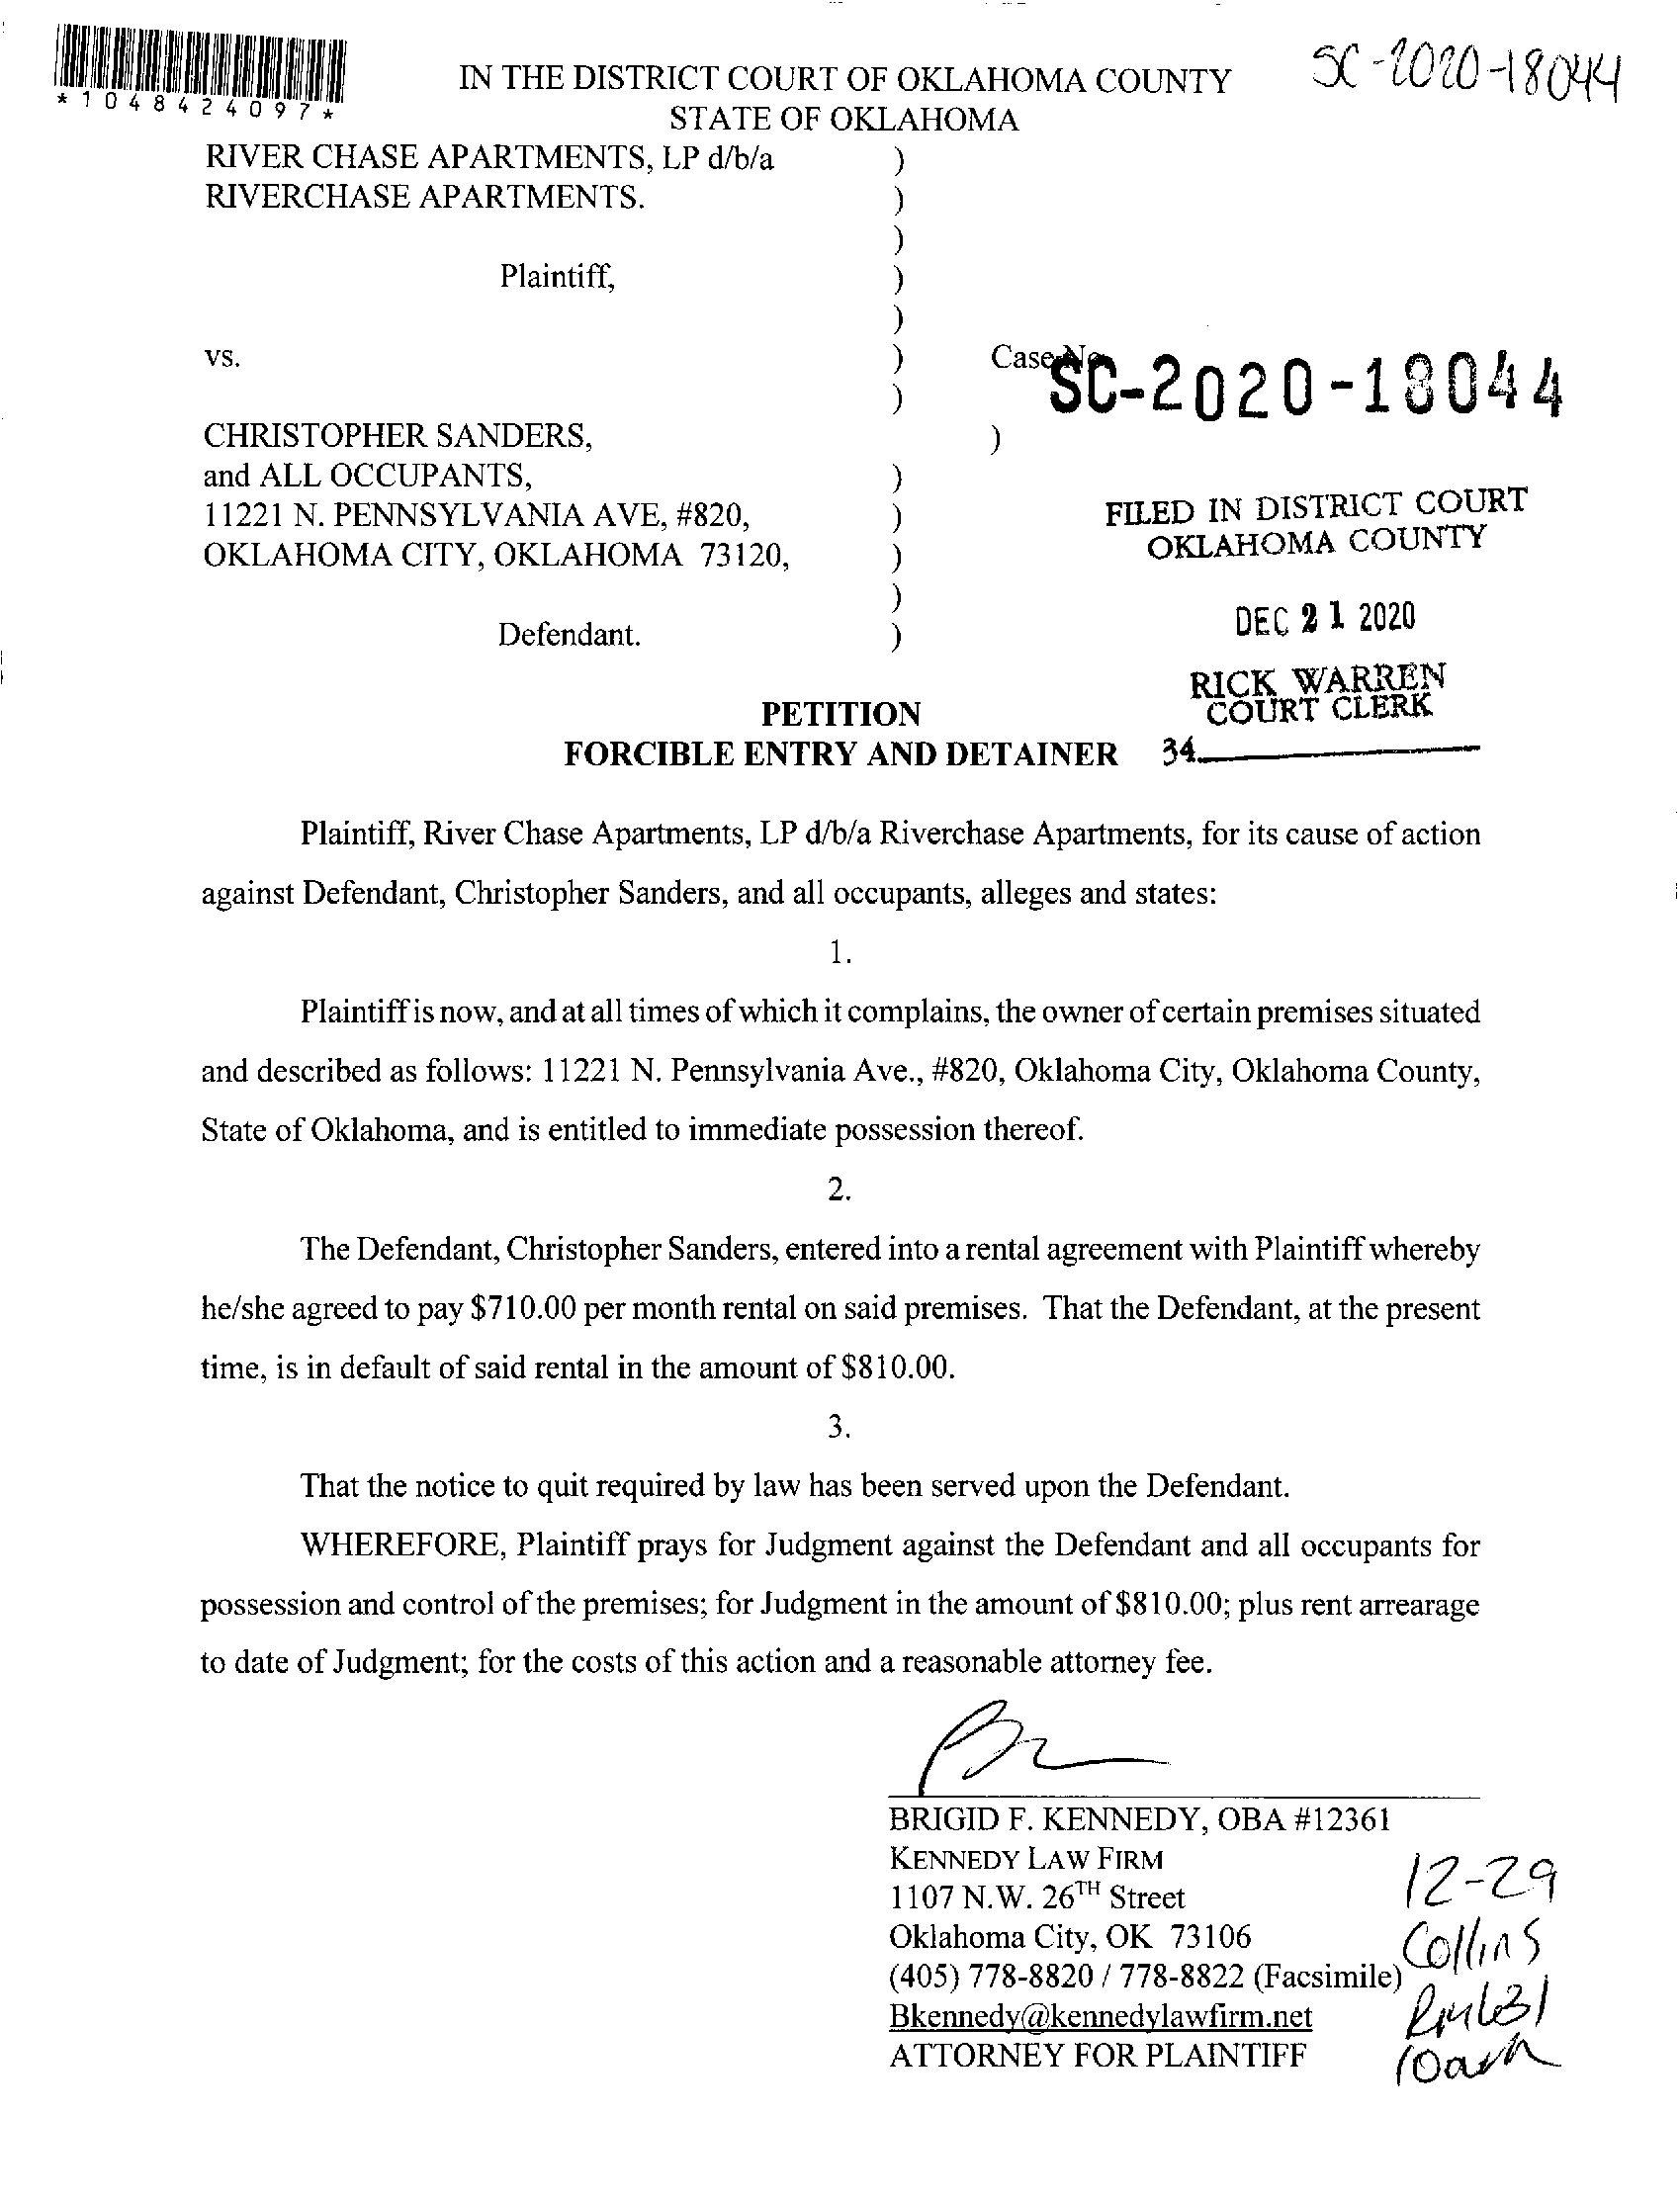 *1048424097*
SC-2020-18044
IN THE DISTRICT COURT OF OKLAHOMA COUNTY
STATE OF OKLAHOMA
RIVER CHASE APARTMENTS, LP d/b/a )
RIVERCHASE APARTMENTS. )
)
Plaintiff, )
)
vs. ) Case No.
SC-2020-18044
)
CHRISTOPHER SANDERS, )
and ALL OCCUPANTS, )
11221 N. PENNSYLVANIA AVE, #820, )
OKLAHOMA CITY, OKLAHOMA 73120, )
)
Defendant. )
FILED IN DISTRICT COURT
OKLAHOMA COUNTY
DEC 21 2020
RICK WARREN
COURT CLERK
34
PETITION
FORCIBLE ENTRY AND DETAINER
Plaintiff, River Chase Apartments, LP d/b/a Riverchase Apartments, for its cause of action
against Defendant, Christopher Sanders, and all occupants, alleges and states:
1.
Plaintiff is now, and at all times of which it complains, the owner of certain premises situated
and described as follows: 11221 N. Pennsylvania Ave., #820, Oklahoma City, Oklahoma County,
State of Oklahoma, and is entitled to immediate possession thereof.
2.
The Defendant, Christopher Sanders, entered into a rental agreement with Plaintiff whereby
he/she agreed to pay $710.00 per month rental on said premises. That the Defendant, at the present
time, is in default of said rental in the amount of $810.00.
3.
That the notice to quit required by law has been served upon the Defendant.
WHEREFORE, Plaintiff prays for Judgment against the Defendant and all occupants for
possession and control of the premises; for Judgment in the amount of $810.00; plus rent arrearage
to date of Judgment; for the costs of this action and a reasonable attorney fee.
BRIGID F. KENNEDY, OBA #12361
KENNEDY LAW FIRM
1107 N.W. 26TH Street
Oklahoma City, OK 73106
(405) 778-8820 / 778-8822 (Facsimile)
Bkennedy@kennedylawfirm.net
ATTORNEY FOR PLAINTIFF
12-29
Collins